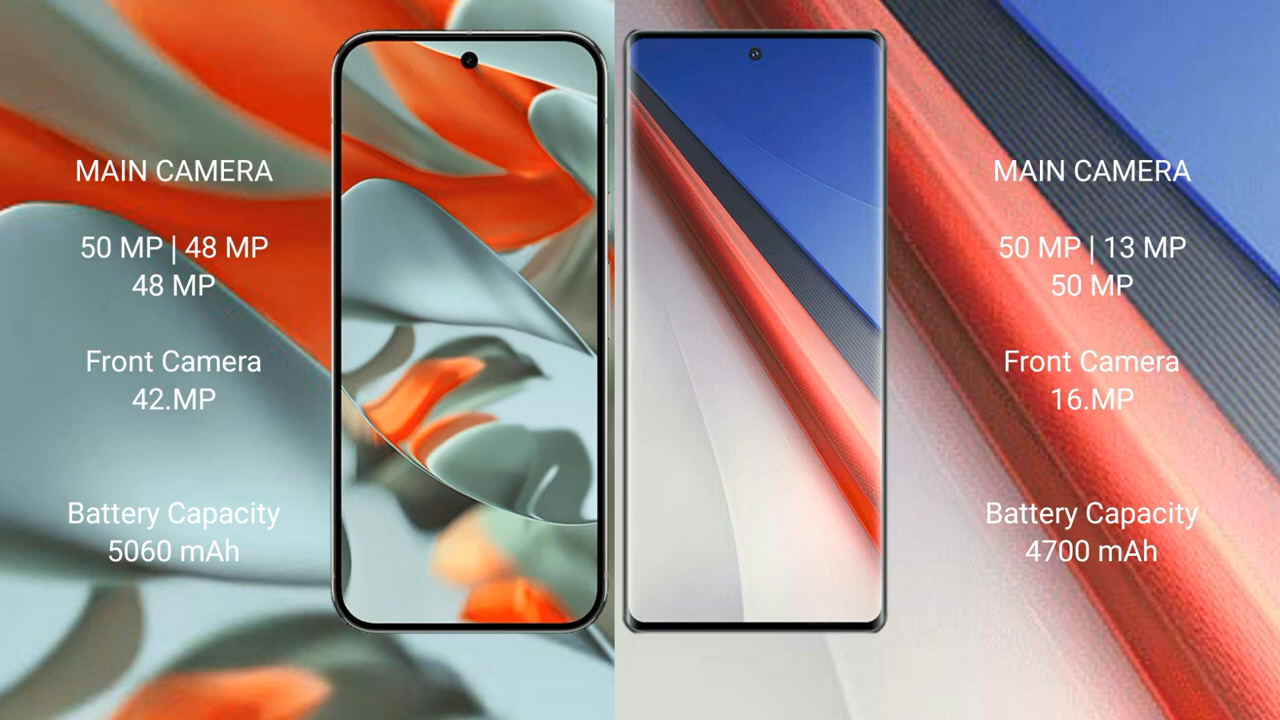 MAIN CAMERA
50 MP | 48 MP
48 MP
Front Camera
42.MP
Battery Capacity
5060 mAh
MAIN CAMERA
50 MP | 13 MP
50 MP
Front Camera
16.MP
Battery Capacity
4700 mAh